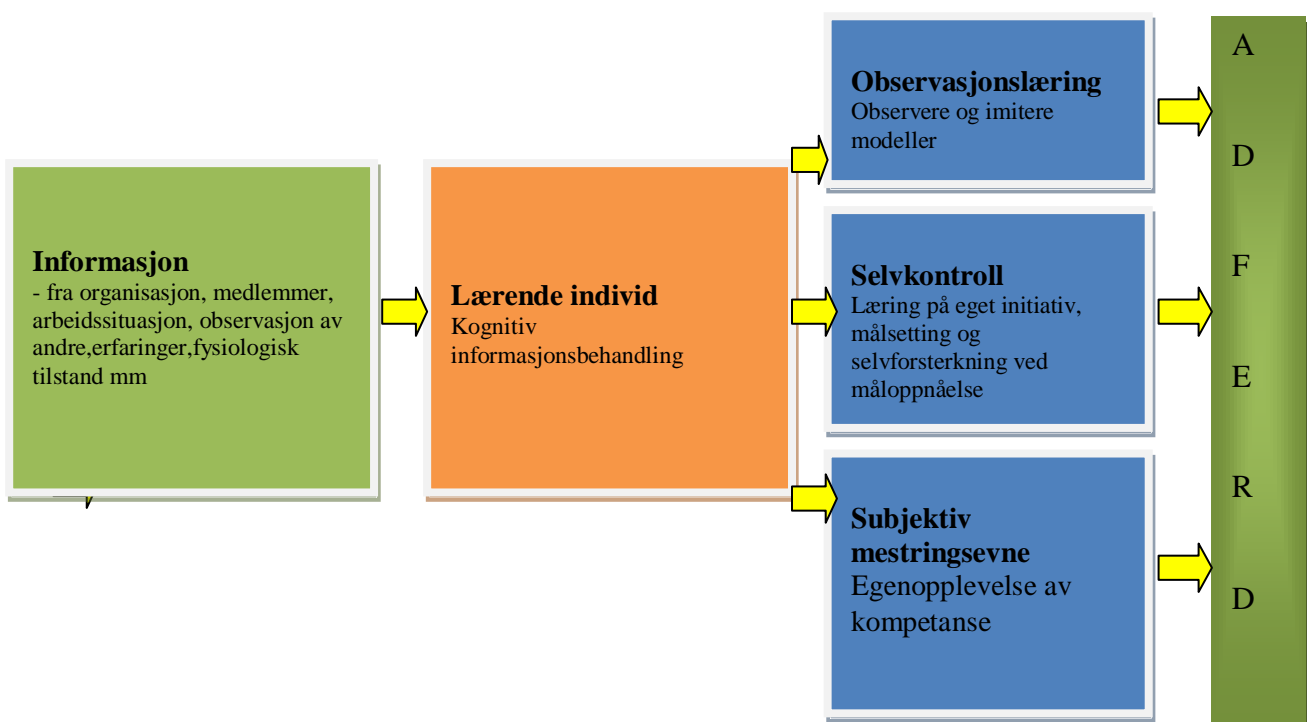 Informasjon
- fra organisasjon, medlemmer,
arbeidssituasjon, observasjon av
andre,erfaringer,fysiologisk
tilstand mm
Lærende individ
Kognitiv
informasjonsbehandling
Observasjonslæring
Observere og imitere
modeller
Selvkontroll
Læring på eget initiativ,
målsetting og
selvforsterkning ved
måloppnåelse
Subjektiv
mestringsevne
Egenopplevelse av
kompetanse
A
D
F
E
R
D